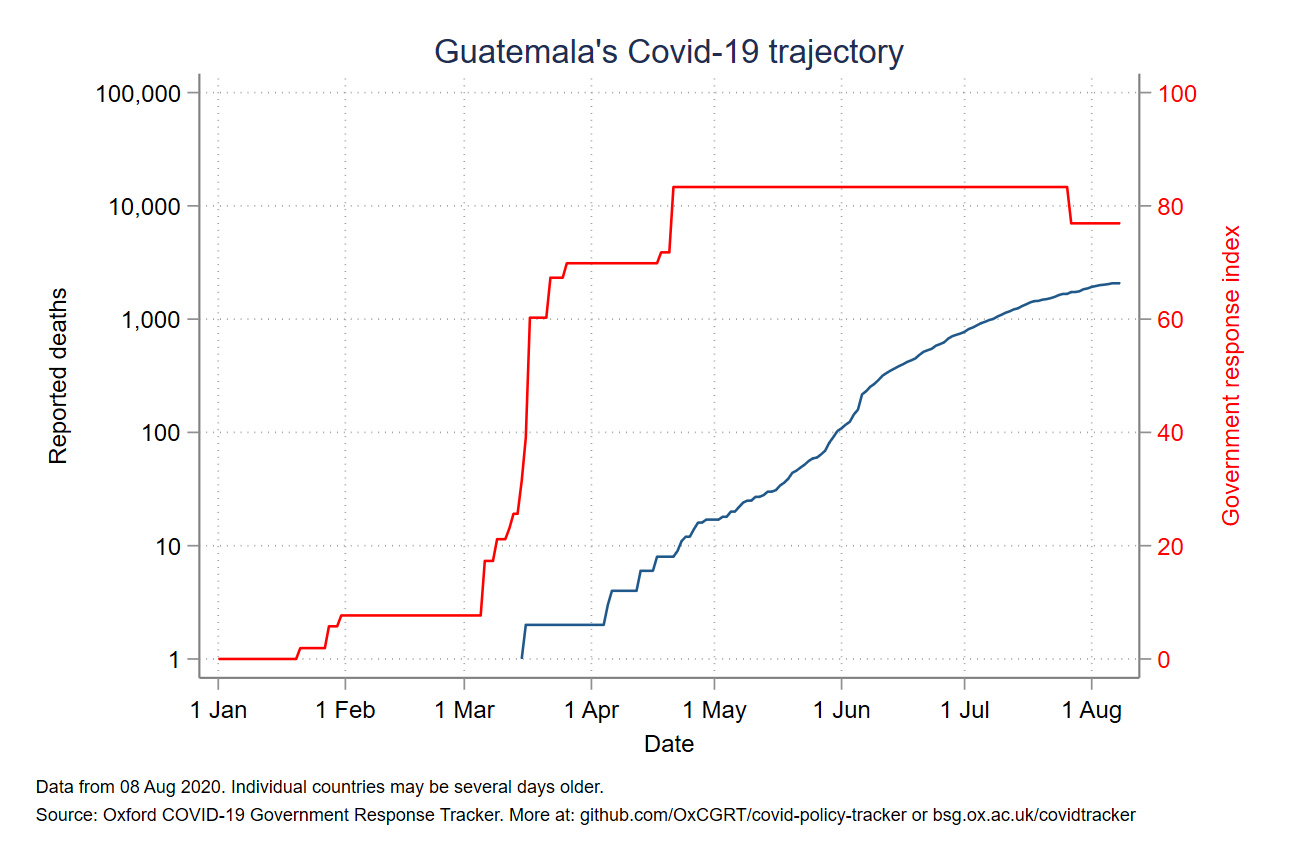 Guatemala's Covid-19 trajectory
100,000
10,000
1,000
100
10
1
Reported deaths
100
80
60
40
20
0
Government response index
1 Jan 1 Feb 1 Mar 1 Apr 1 May 1 Jun 1 Jul 1 Aug
Date
Data from 08 Aug 2020. Individual countries may be several days older.
Source: Oxford COVID-19 Government Response Tracker. More at: github.com/OxCGRT/covid-policy-tracker or bsg.ox.ac.uk/covidtracker